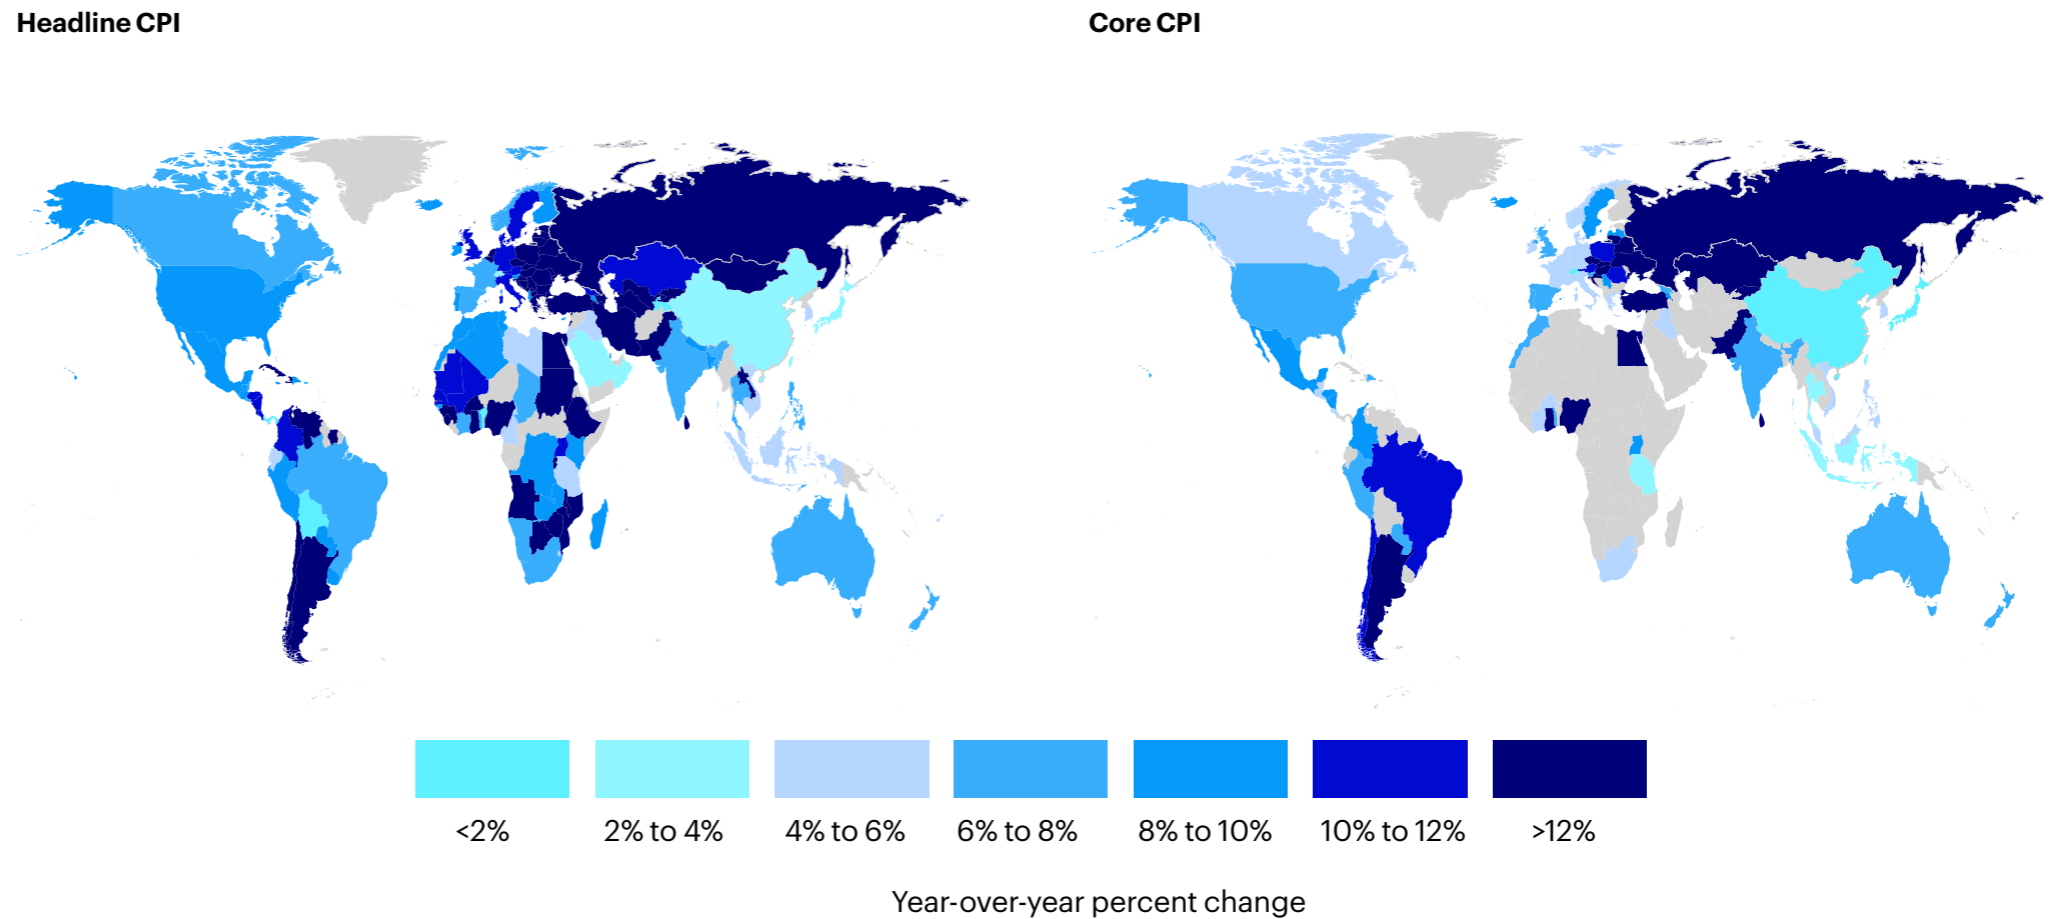 Headline CPI
Core CPI
<2%
2% to 4%
4% to 6%
6% to 8%
8% to 10%
10% to 12%
>12%
Year-over-year percent change